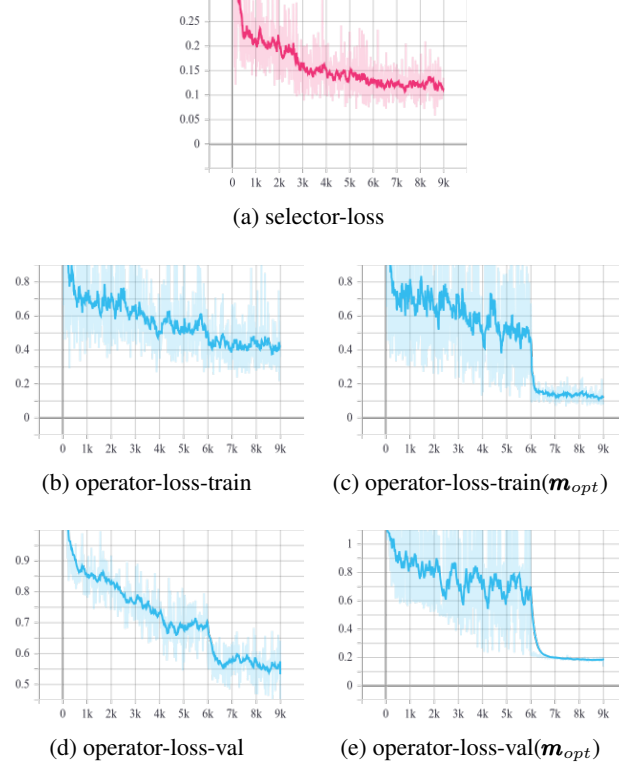 0.25
0.2
0.15
0.1
0.05
0
0 1k 2k 3k 4k 5k 6k 7k 8k 9k
(a) selector-loss
0.8
0.6
0.4
0.2
0
0 1k 2k 3k 4k 5k 6k 7k 8k 9k
(b) operator-loss-train
0.8
0.6
0.4
0.2
0
0 1k 2k 3k 4k 5k 6k 7k 8k 9k
(c) operator-loss-train(m_opt)
0.9
0.8
0.7
0.6
0.5
0 1k 2k 3k 4k 5k 6k 7k 8k 9k
(d) operator-loss-val
1
0.8
0.6
0.4
0.2
0
0 1k 2k 3k 4k 5k 6k 7k 8k 9k
(e) operator-loss-val(m_opt)